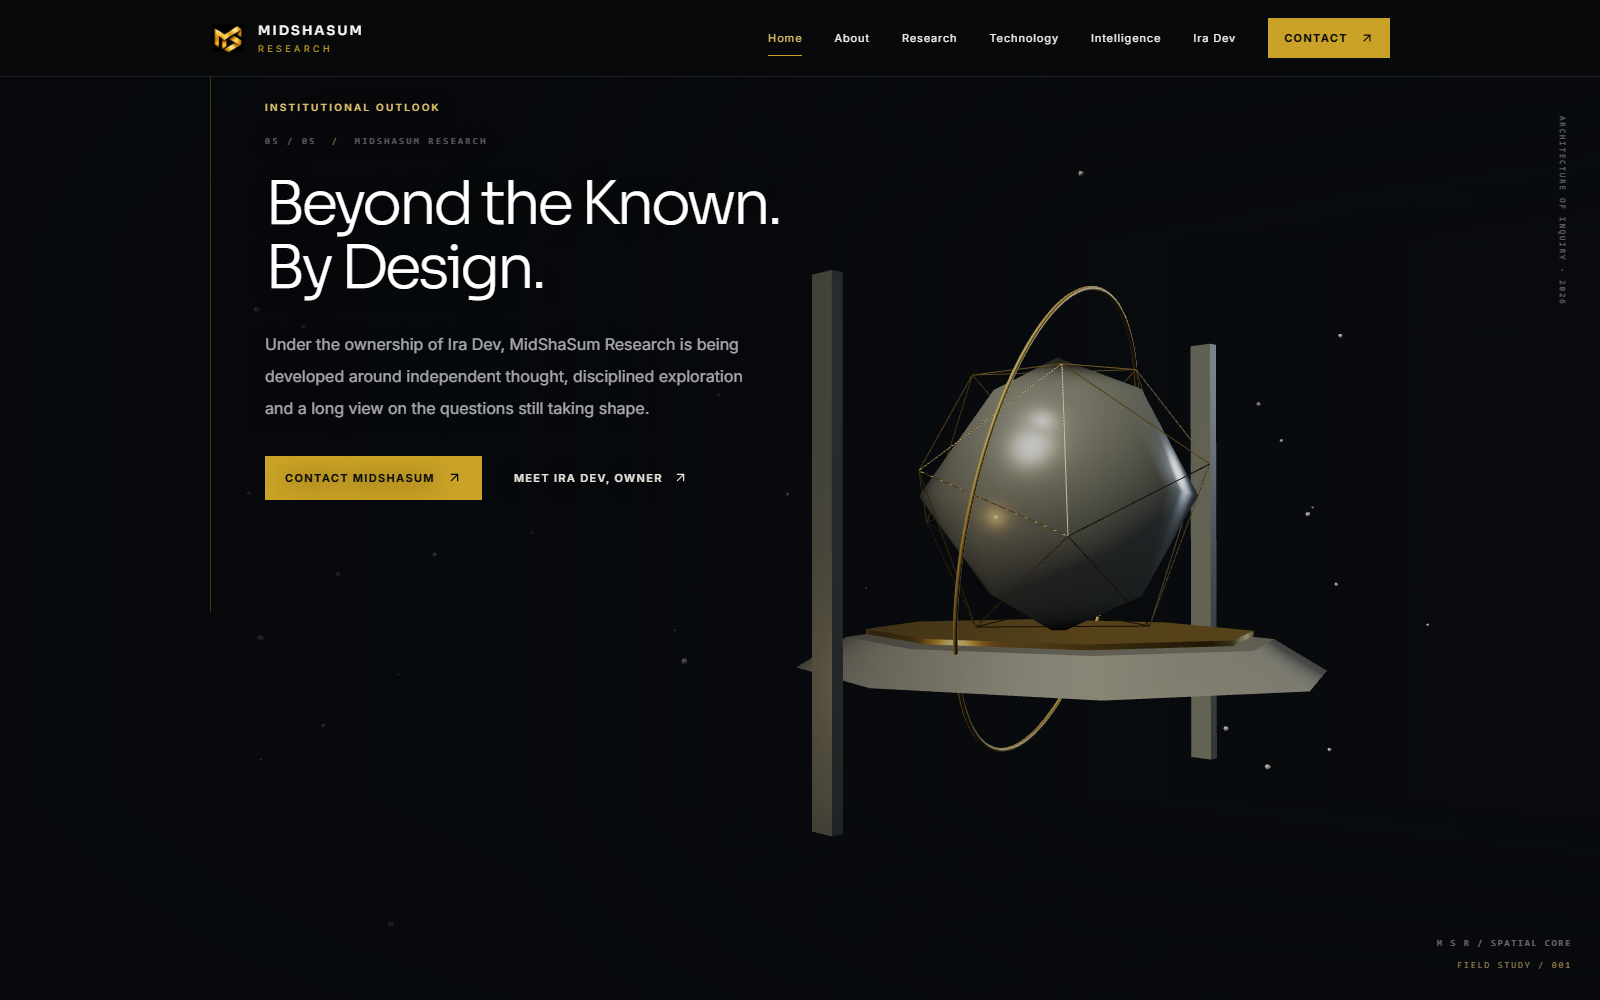 MIDSHASUM
RESEARCH
Home About Research Technology Intelligence Ira Dev CONTACT
INSTITUTIONAL OUTLOOK
05 / 05 / MIDSHASUM RESEARCH
Beyond the Known.
By Design.
Under the ownership of Ira Dev, MidShaSum Research is being
developed around independent thought, disciplined exploration
and a long view on the questions still taking shape.
CONTACT MIDSHASUM MEET IRA DEV, OWNER
ARCHITECTURE OF INQUIRY · 2026
M S R / SPATIAL CORE
FIELD STUDY / 001